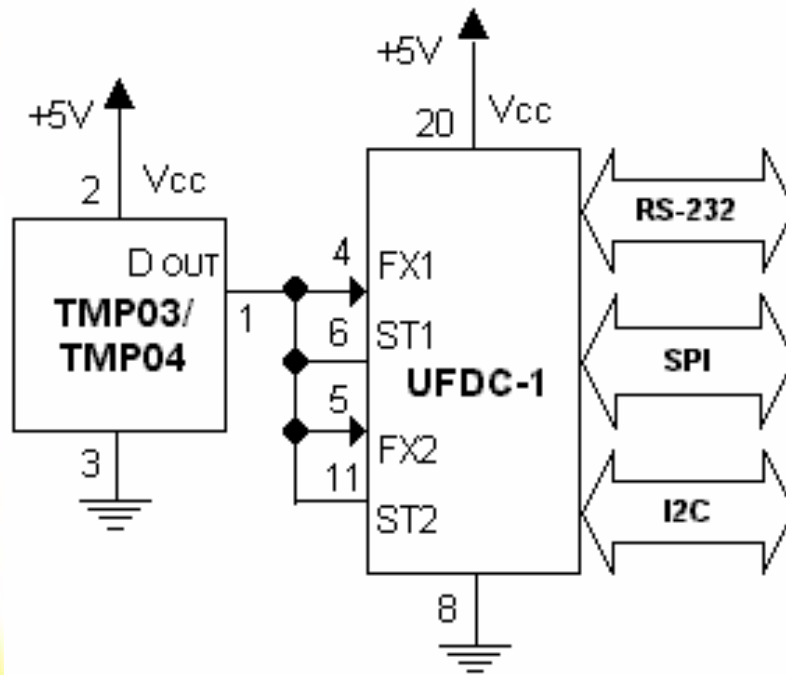 +5V
2
Vcc
D OUT
TMP03/
TMP04
1
3
+5V
20
Vcc
4
FX1
6
ST1
UFDC-1
5
FX2
11
ST2
8
RS-232
SPI
I2C